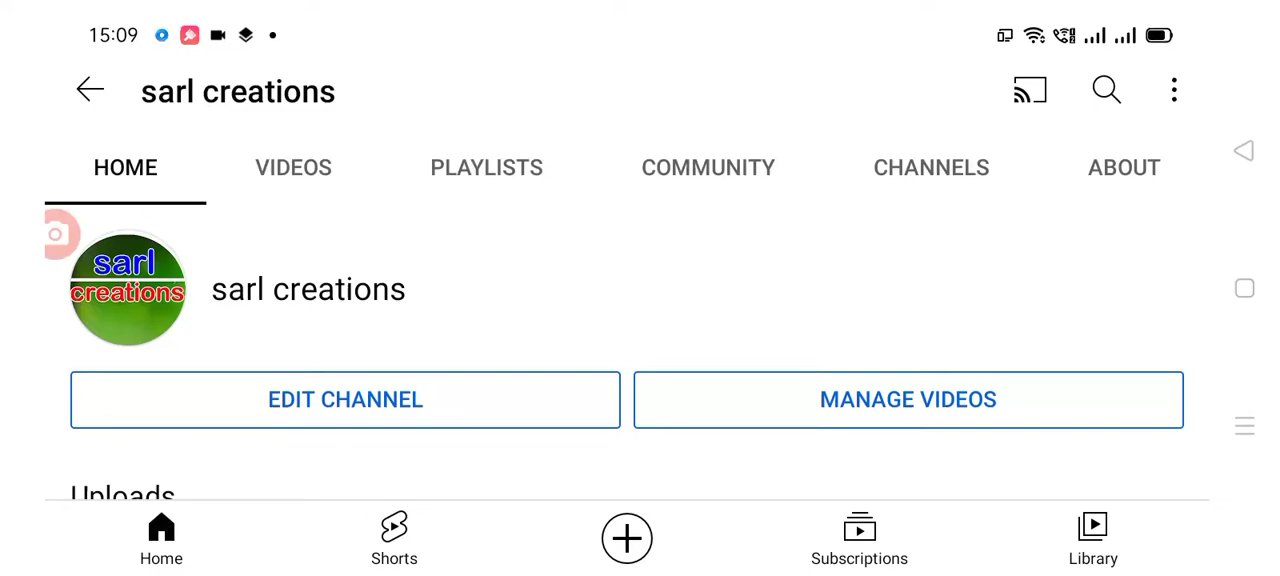 15:09
sarl creations
HOME VIDEOS PLAYLISTS COMMUNITY CHANNELS ABOUT
sarl
creations
sarl creations
EDIT CHANNEL MANAGE VIDEOS
Uploads
Home Shorts Subscriptions Library